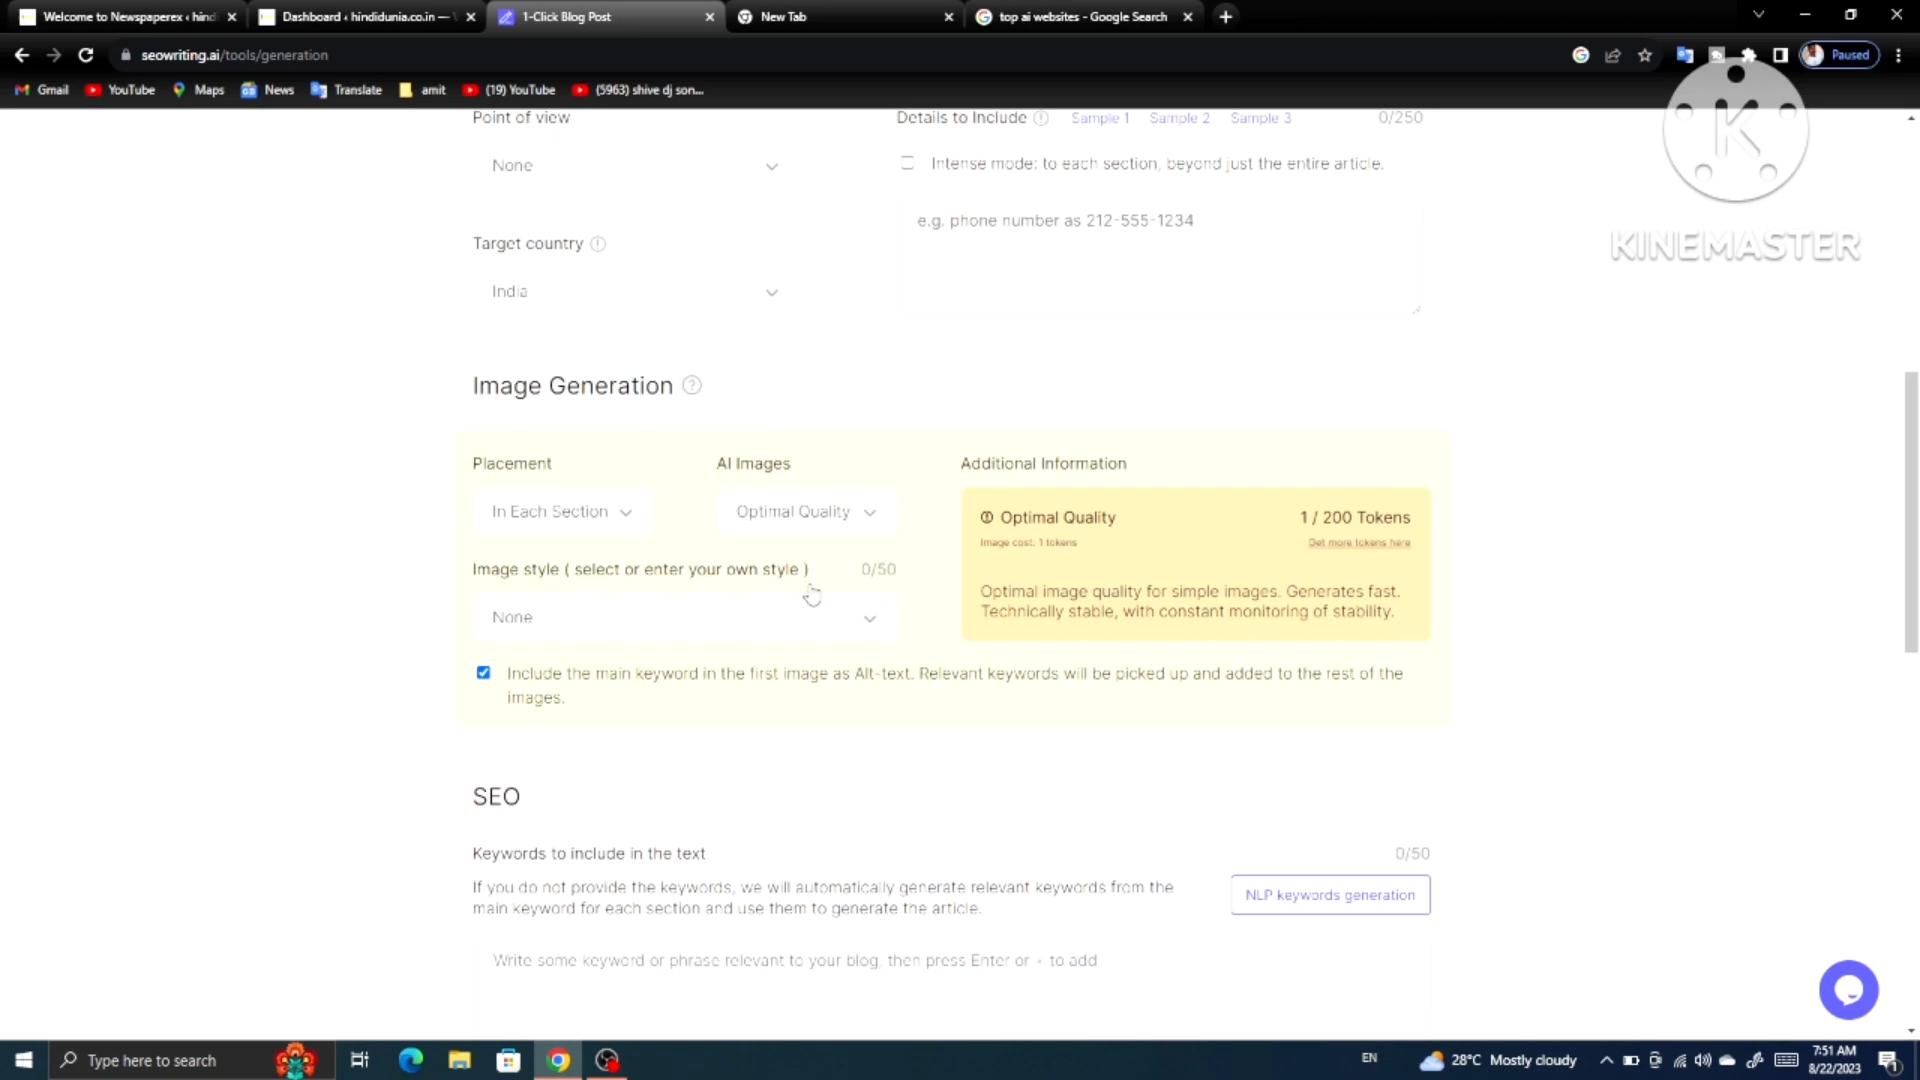 Welcome to Newspaperex ‹ hind
Dashboard ‹ hindidunia.co.in —
1-Click Blog Post
New Tab
top ai websites - Google Search
seowriting.ai/tools/generation
Paused
Gmail
YouTube
Maps
News
Translate
amit
(19) YouTube
(5963) shive dj son...
K
KINEMASTER
Point of view
Details to Include
Sample 1
Sample 2
Sample 3
0/250
None
Intense mode: to each section, beyond just the entire article.
e.g. phone number as 212-555-1234
Target country
India
Image Generation
Placement
AI Images
Additional Information
In Each Section
Optimal Quality
Optimal Quality
1 / 200 Tokens
Image cost: 1 tokens
Get more tokens here
Image style ( select or enter your own style )
0/50
Optimal image quality for simple images. Generates fast.
Technically stable, with constant monitoring of stability.
None
Include the main keyword in the first image as Alt-text. Relevant keywords will be picked up and added to the rest of the
images.
SEO
Keywords to include in the text
0/50
If you do not provide the keywords, we will automatically generate relevant keywords from the
main keyword for each section and use them to generate the article.
NLP keywords generation
Write some keyword or phrase relevant to your blog, then press Enter or + to add
Type here to search
EN
28°C Mostly cloudy
7:51 AM
8/22/2023
1